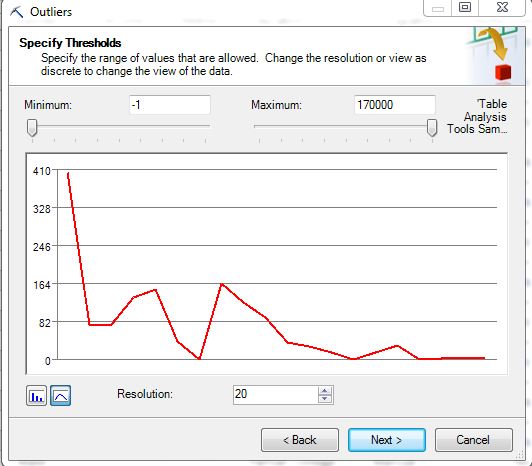 Outliers
Specify Thresholds
Specify the range of values that are allowed. Change the resolution or view as
discrete to change the view of the data.
Minimum: -1 Maximum: 170000 'Table
Analysis
Tools Sam...
410
328
246
164
82
0
Resolution: 20
< Back Next > Cancel